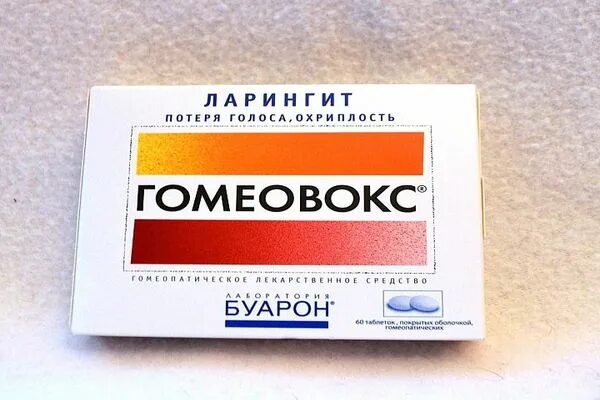 ЛАРИНГИТ
ПОТЕРЯ ГОЛОСА, ОХРИПЛОСТЬ
ГОМЕОВОКС®
ГОМЕОПАТИЧЕСКОЕ ЛЕКАРСТВЕННОЕ СРЕДСТВО
ЛАБОРАТОРИЯ
БУАРОН®
60 таблеток, покрытых оболочкой,
гомеопатических